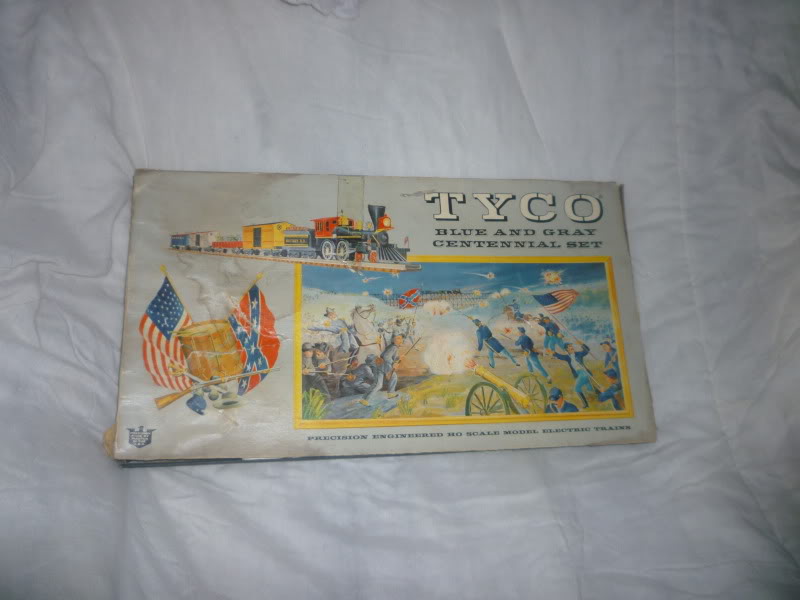 TYCO
BLUE AND GRAY
CENTENNIAL SET
PRECISION ENGINEERED HO SCALE MODEL ELECTRIC TRAINS